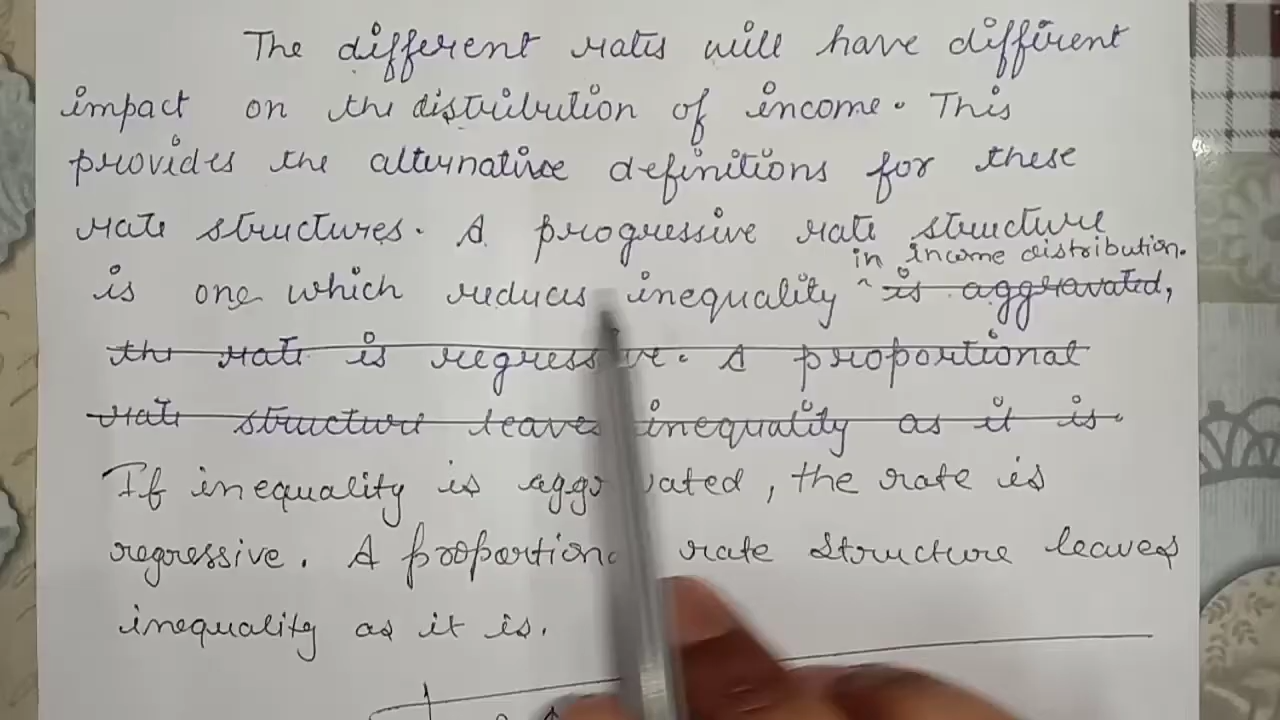 The different rates will have different
impact on the distribution of income. This
provides the alternative definitions for these
rate structures. A progressive rate structure
in income distribution.
is one which reduces inequality ^ is aggravated,
the rate is regressive. A proportional
rate structure leaves inequality as it is.
If inequality is aggravated, the rate is
regressive. A proportional rate structure leaves
inequality as it is.